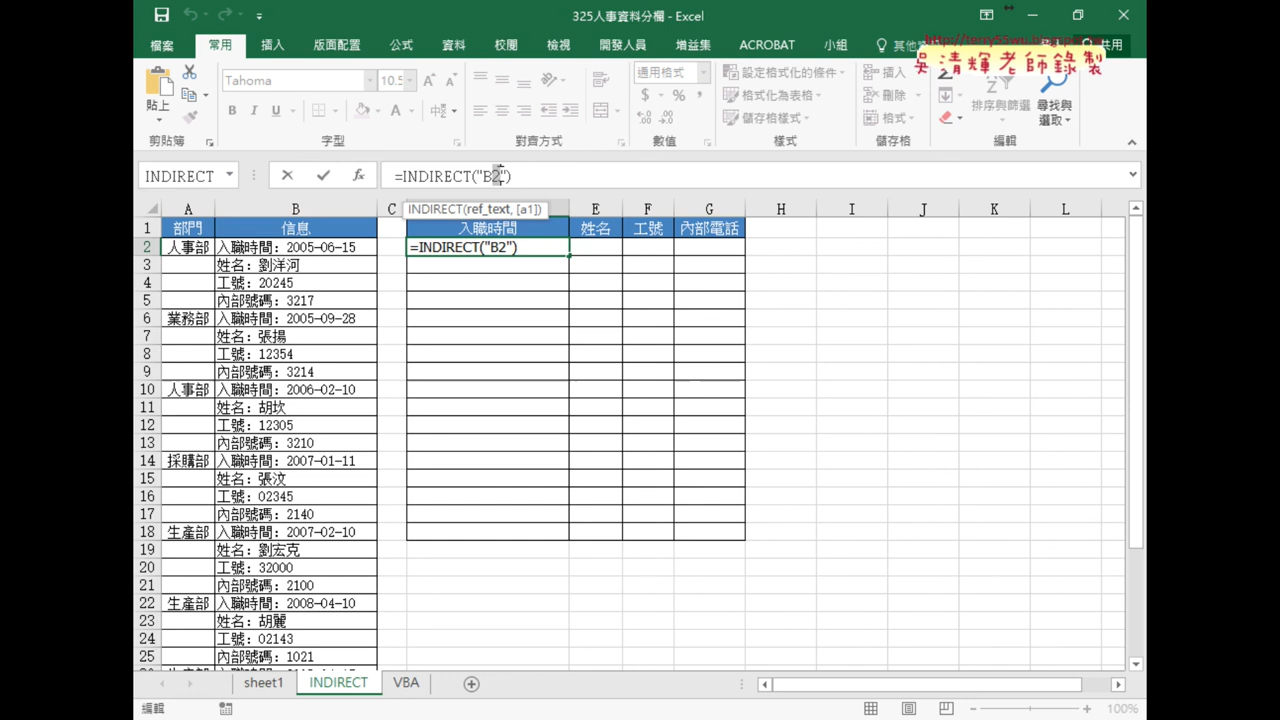 325人事資料分欄 - Excel
檔案 常用 插入 版面配置 公式 資料 校閱 檢視 開發人員 增益集 ACROBAT 小組 共用
吳清輝老師錄製
貼上 Tahoma 10.5 通用格式 設定格式化的條件 插入
格式化為表格 刪除 排序與篩選 尋找與選取
儲存格樣式 格式
剪貼簿 字型 對齊方式 數值 樣式 儲存格 編輯
INDIRECT =INDIRECT("B2")
INDIRECT(ref_text, [a1])
A B C E F G H I J K L
1 部門 信息 入職時間 姓名 工號 內部電話
2 人事部 入職時間: 2005-06-15 =INDIRECT("B2")
3 姓名: 劉洋河
4 工號: 20245
5 內部號碼: 3217
6 業務部 入職時間: 2005-09-28
7 姓名: 張揚
8 工號: 12354
9 內部號碼: 3214
10 人事部 入職時間: 2006-02-10
11 姓名: 胡坎
12 工號: 12305
13 內部號碼: 3210
14 採購部 入職時間: 2007-01-11
15 姓名: 張汶
16 工號: 02345
17 內部號碼: 2140
18 生產部 入職時間: 2007-02-10
19 姓名: 劉宏克
20 工號: 32000
21 內部號碼: 2100
22 生產部 入職時間: 2008-04-10
23 姓名: 胡麗
24 工號: 02143
25 內部號碼: 1021
sheet1 INDIRECT VBA
編輯 100%